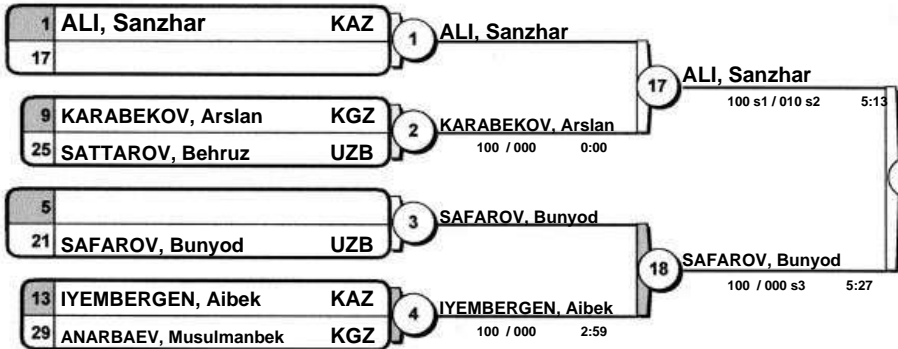 1 ALI, Sanzhar KAZ
17
9 KARABEKOV, Arslan KGZ
25 SATTAROV, Behruz UZB
5
21 SAFAROV, Bunyod UZB
13 IYEMBERGEN, Aibek KAZ
29 ANARBAEV, Musulmanbek KGZ
1 ALI, Sanzhar
2 KARABEKOV, Arslan
100 / 000 0:00
3 SAFAROV, Bunyod
4 IYEMBERGEN, Aibek
100 / 000 2:59
17 ALI, Sanzhar
100 s1 / 010 s2 5:13
18 SAFAROV, Bunyod
100 / 000 s3 5:27